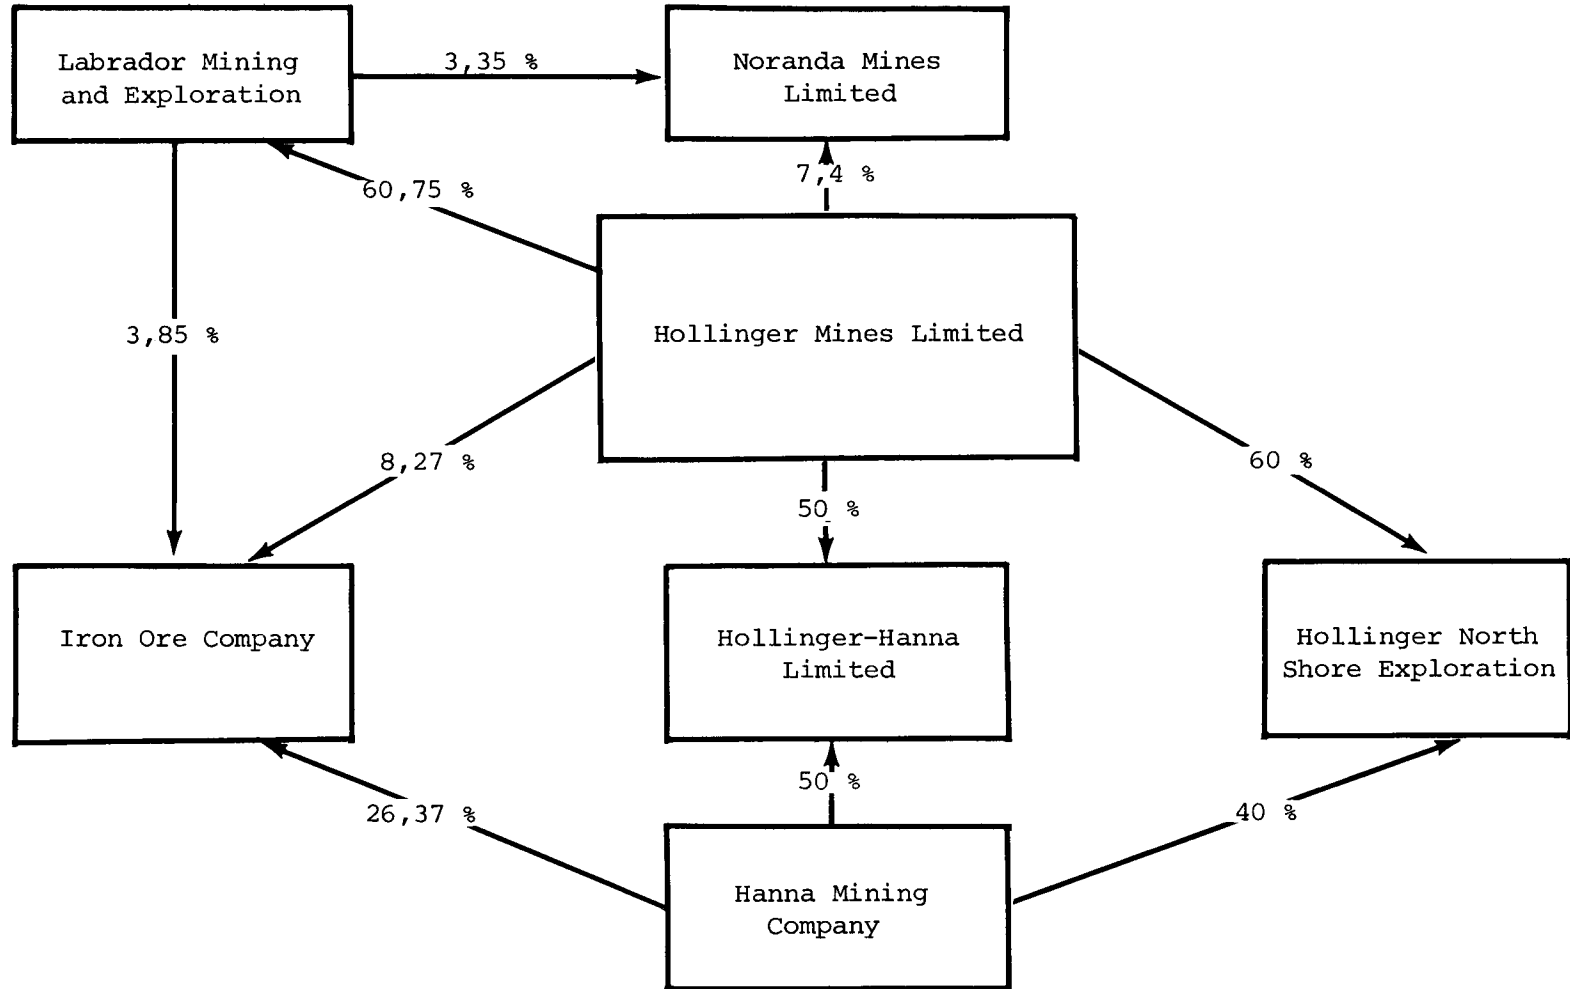 Labrador Mining
and Exploration
3,35 %
Noranda Mines
Limited
60,75 %
7,4 %
3,85 %
Hollinger Mines Limited
8,27 %
50 %
60 %
Iron Ore Company
Hollinger-Hanna
Limited
Hollinger North
Shore Exploration
26,37 %
50 %
40 %
Hanna Mining
Company